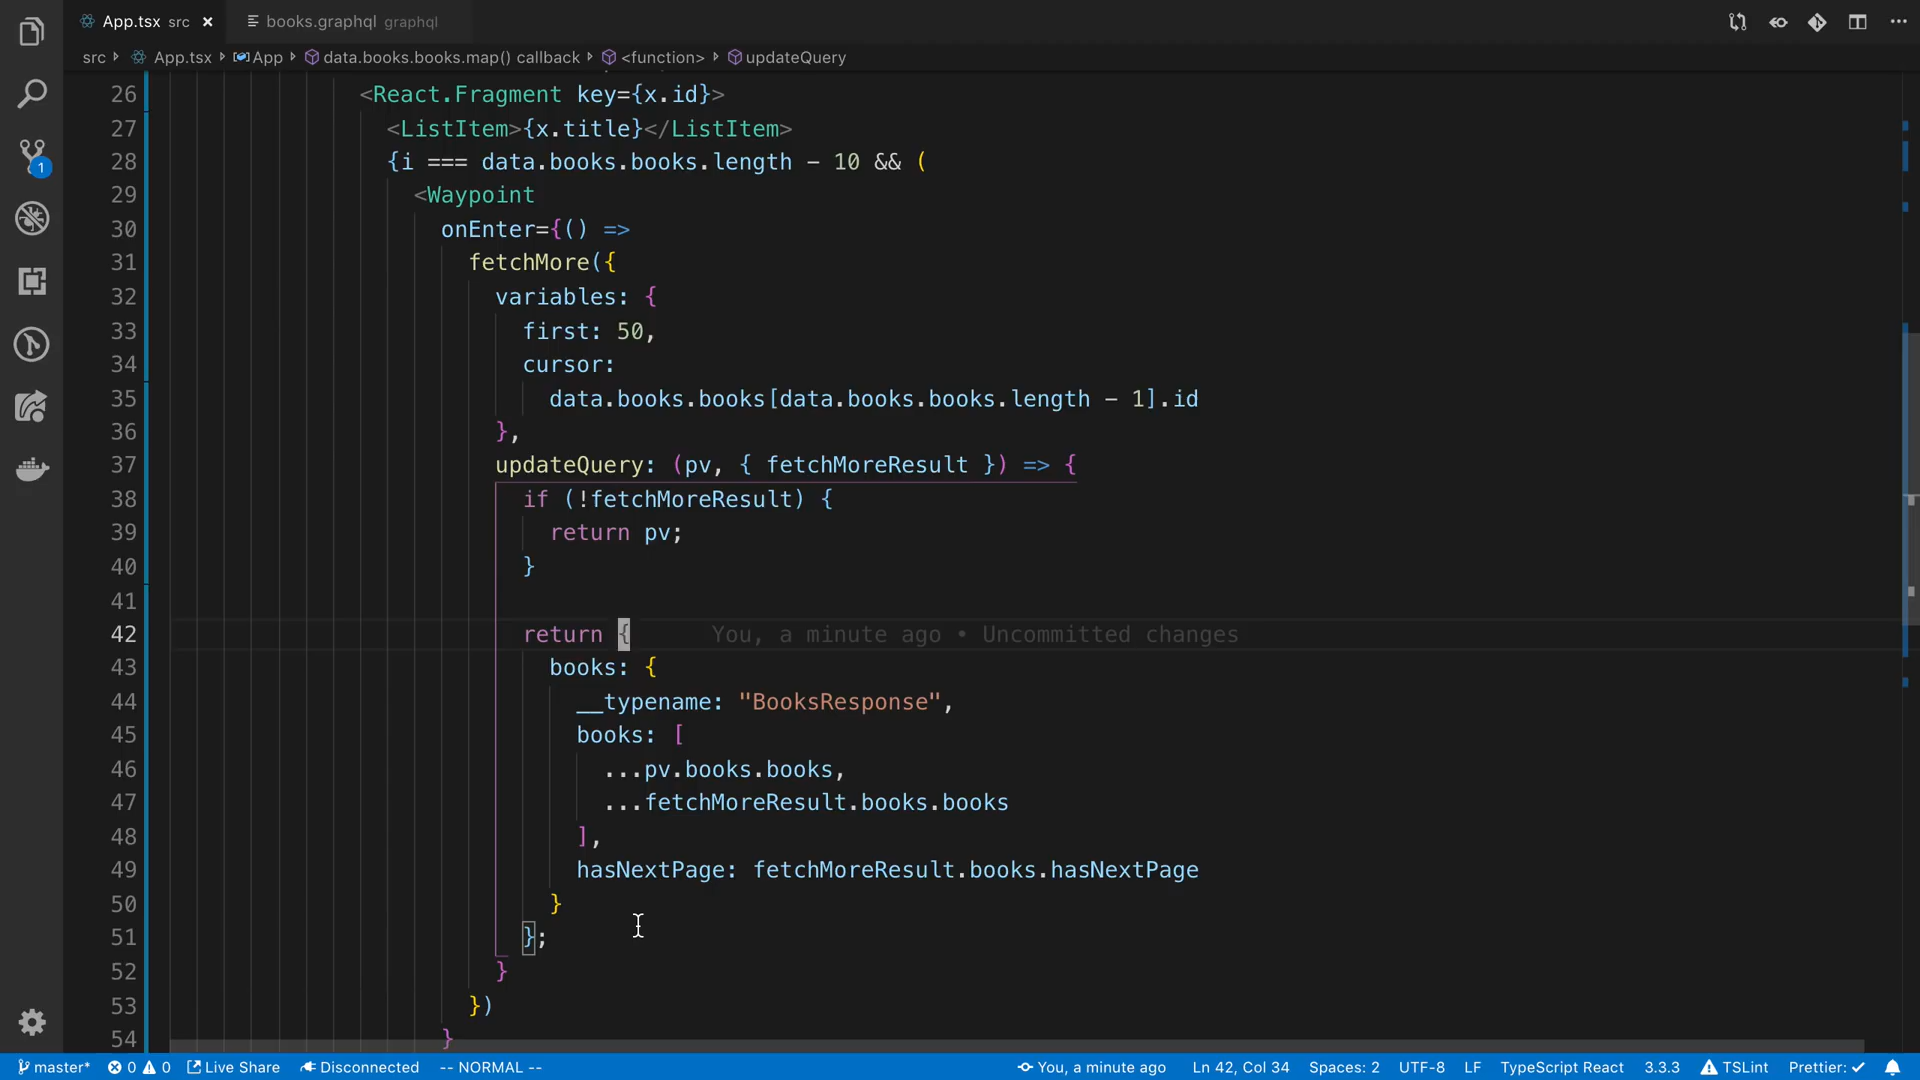 App.tsx src × books.graphql graphql
src App.tsx App data.books.books.map() callback <function> updateQuery
26 <React.Fragment key={x.id}>
27 <ListItem>{x.title}</ListItem>
28 {i === data.books.books.length - 10 && (
29 <Waypoint
30 onEnter={() =>
31 fetchMore({
32 variables: {
33 first: 50,
34 cursor:
35 data.books.books[data.books.books.length - 1].id
36 },
37 updateQuery: (pv, { fetchMoreResult }) => {
38 if (!fetchMoreResult) {
39 return pv;
40 }
41
42 return { You, a minute ago • Uncommitted changes
43 books: {
44 __typename: "BooksResponse",
45 books: [
46 ...pv.books.books,
47 ...fetchMoreResult.books.books
48 ],
49 hasNextPage: fetchMoreResult.books.hasNextPage
50 }
51 };
52 }
53 })
54 }
1
master* 0 0 Live Share Disconnected -- NORMAL -- You, a minute ago Ln 42, Col 34 Spaces: 2 UTF-8 LF TypeScript React 3.3.3 TSLint Prettier: ✓